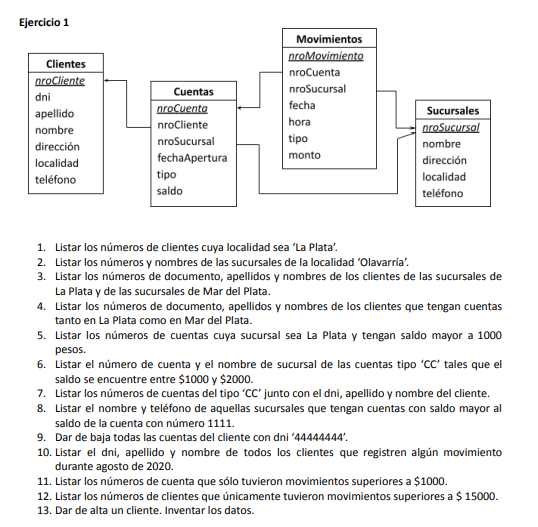 Ejercicio 1
Clientes
nroCliente
dni
apellido
nombre
dirección
localidad
teléfono
Cuentas
nroCuenta
nroCliente
nroSucursal
fechaApertura
tipo
saldo
Movimientos
nroMovimiento
nroCuenta
nroSucursal
fecha
hora
tipo
monto
Sucursales
nroSucursal
nombre
dirección
localidad
teléfono
1. Listar los números de clientes cuya localidad sea ‘La Plata’.
2. Listar los números y nombres de las sucursales de la localidad ‘Olavarría’.
3. Listar los números de documento, apellidos y nombres de los clientes de las sucursales de
La Plata y de las sucursales de Mar del Plata.
4. Listar los números de documento, apellidos y nombres de los clientes que tengan cuentas
tanto en La Plata como en Mar del Plata.
5. Listar los números de cuentas cuya sucursal sea La Plata y tengan saldo mayor a 1000
pesos.
6. Listar el número de cuenta y el nombre de sucursal de las cuentas tipo ‘CC’ tales que el
saldo se encuentre entre $1000 y $2000.
7. Listar los números de cuentas del tipo ‘CC’ junto con el dni, apellido y nombre del cliente.
8. Listar el nombre y teléfono de aquellas sucursales que tengan cuentas con saldo mayor al
saldo de la cuenta con número 1111.
9. Dar de baja todas las cuentas del cliente con dni ‘44444444’.
10. Listar el dni, apellido y nombre de todos los clientes que registren algún movimiento
durante agosto de 2020.
11. Listar los números de cuenta que sólo tuvieron movimientos superiores a $1000.
12. Listar los números de clientes que únicamente tuvieron movimientos superiores a $ 15000.
13. Dar de alta un cliente. Inventar los datos.